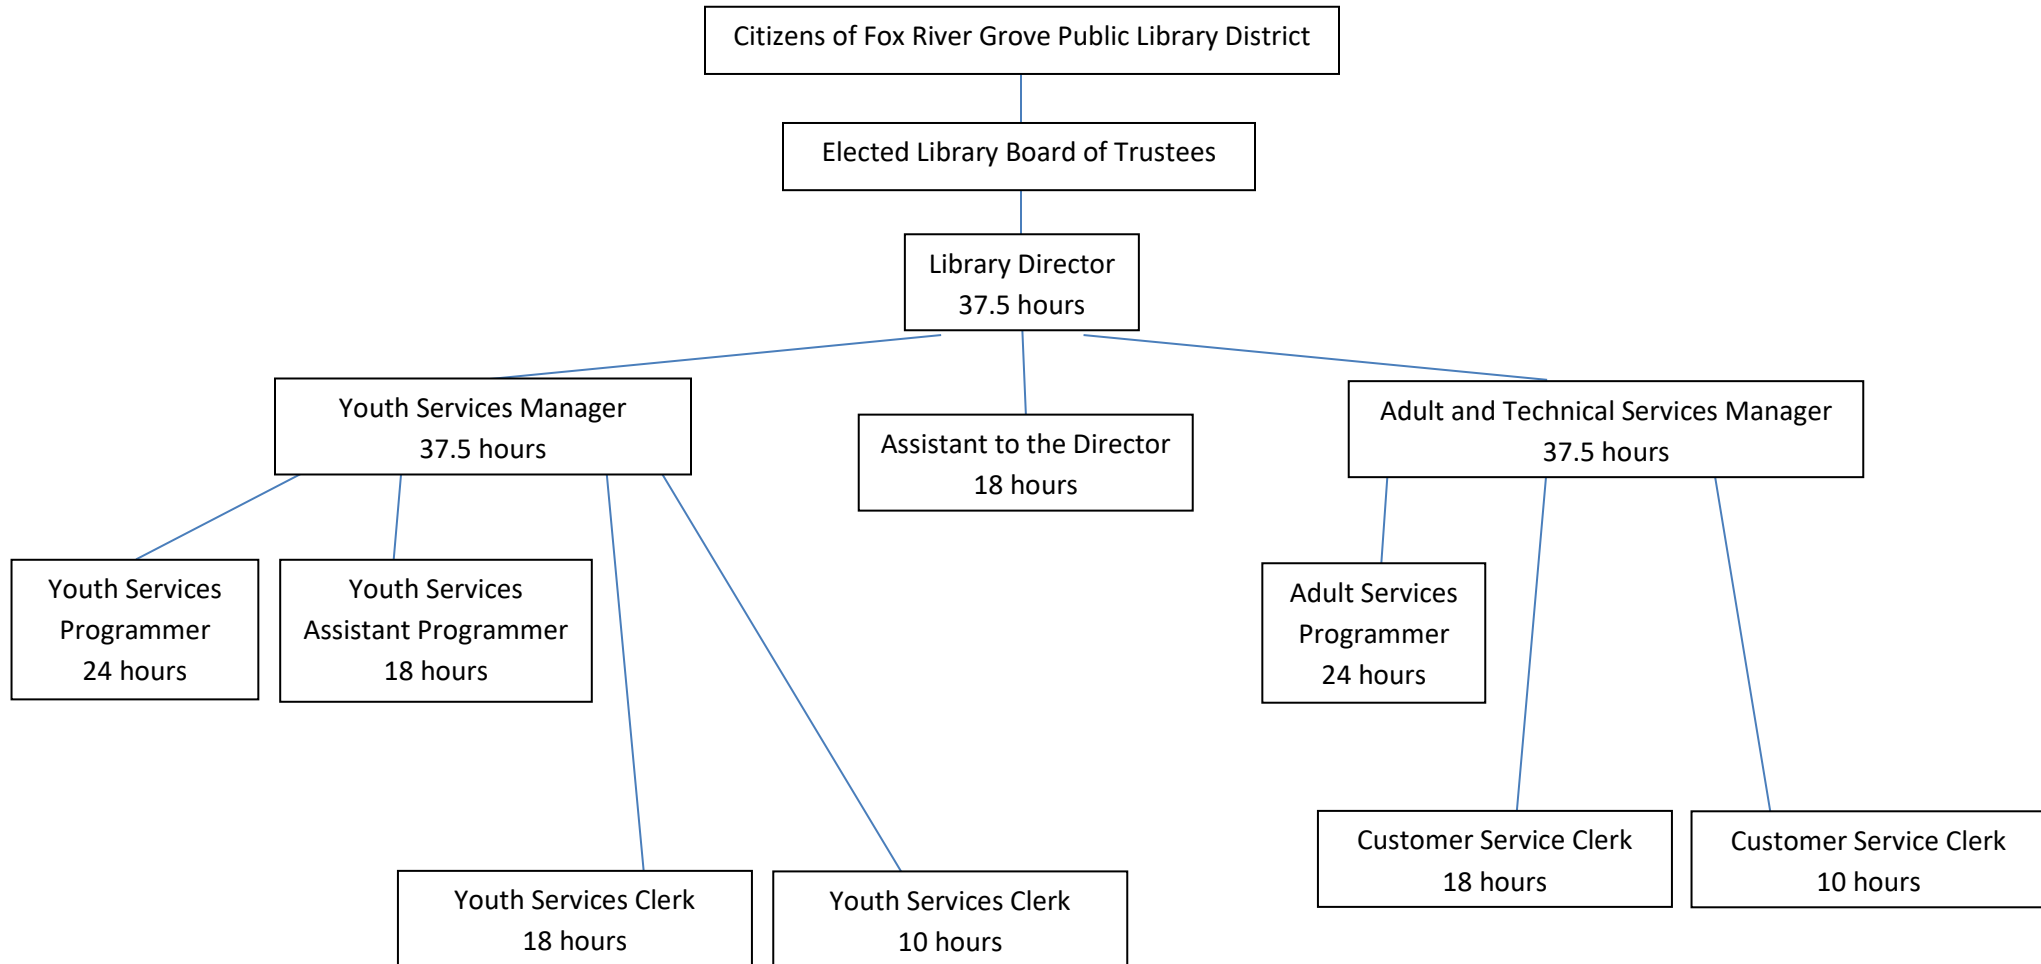 Citizens of Fox River Grove Public Library District
Elected Library Board of Trustees
Library Director
37.5 hours
Youth Services Manager
37.5 hours
Assistant to the Director
18 hours
Adult and Technical Services Manager
37.5 hours
Youth Services
Programmer
24 hours
Youth Services
Assistant Programmer
18 hours
Adult Services
Programmer
24 hours
Youth Services Clerk
18 hours
Youth Services Clerk
10 hours
Customer Service Clerk
18 hours
Customer Service Clerk
10 hours